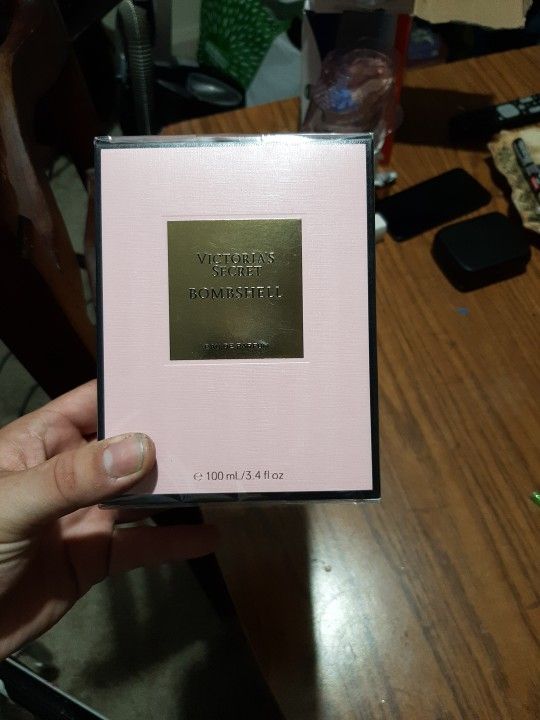 VICTORIA'S
SECRET
BOMBSHELL
EAU DE PARFUM
℮ 100 mL/3.4 fl oz